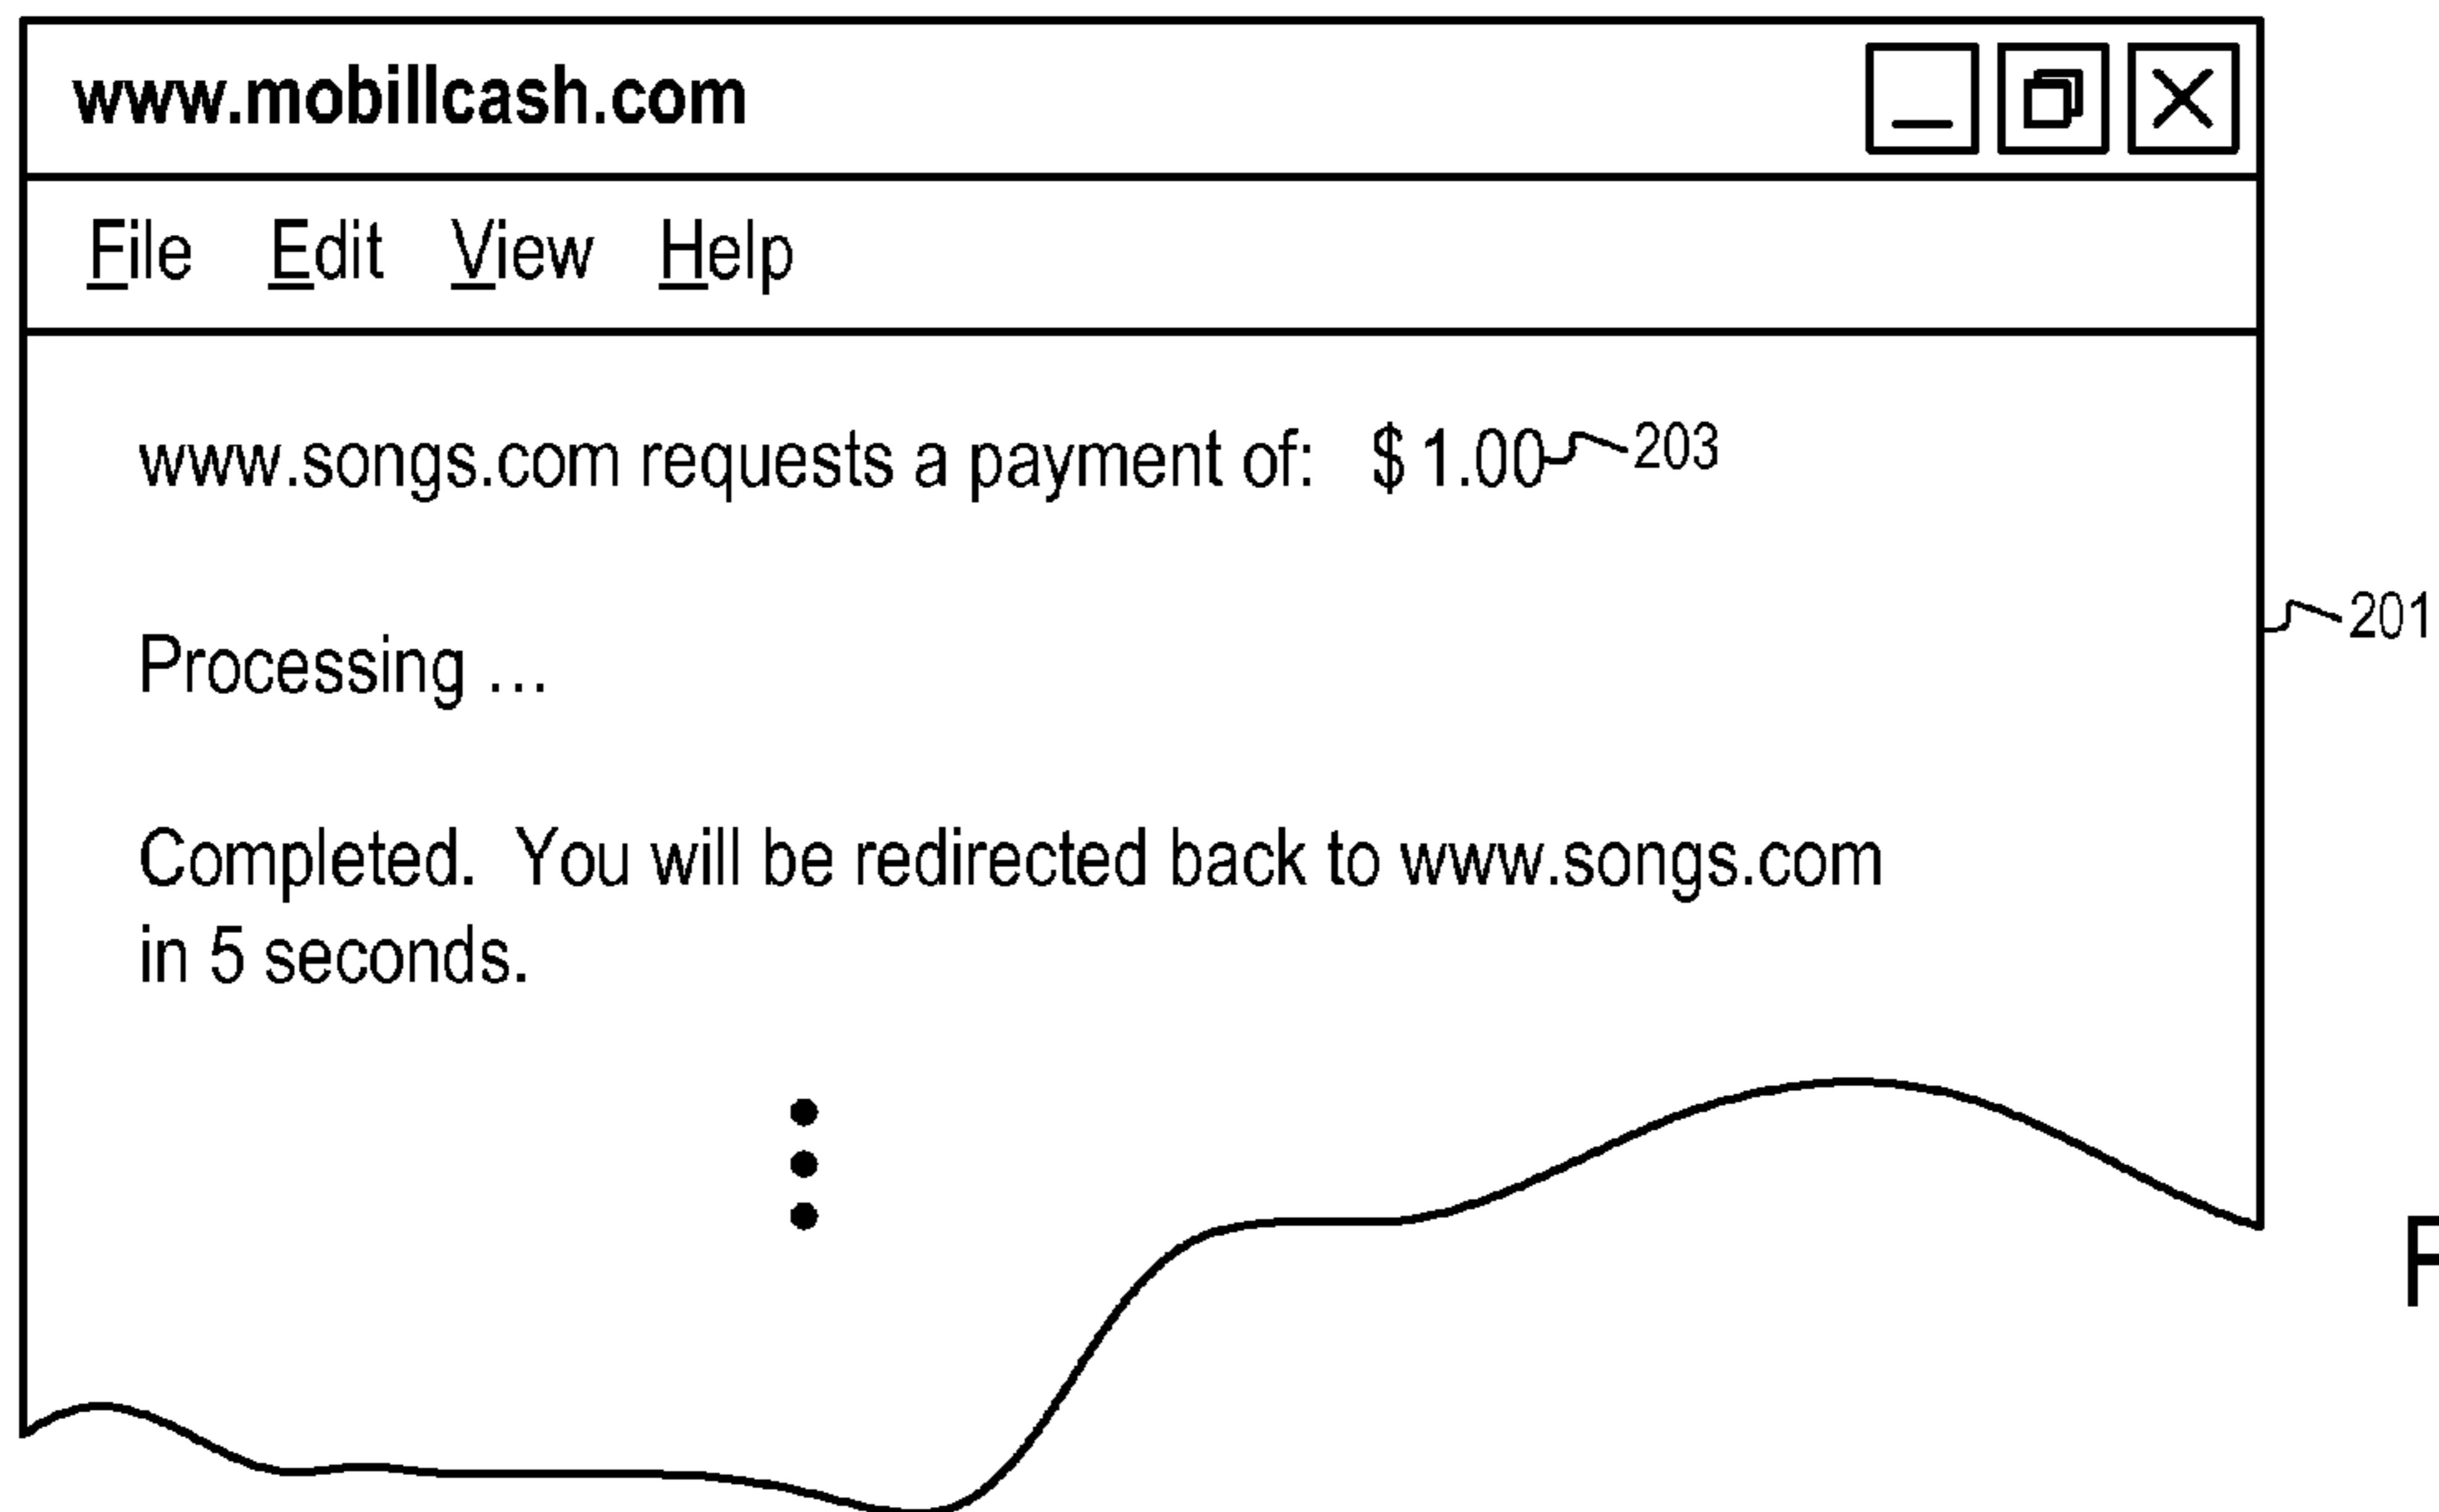 www.mobillcash.com
File Edit View Help
www.songs.com requests a payment of: $ 1.00 203
201
Processing ...
Completed. You will be redirected back to www.songs.com
in 5 seconds.